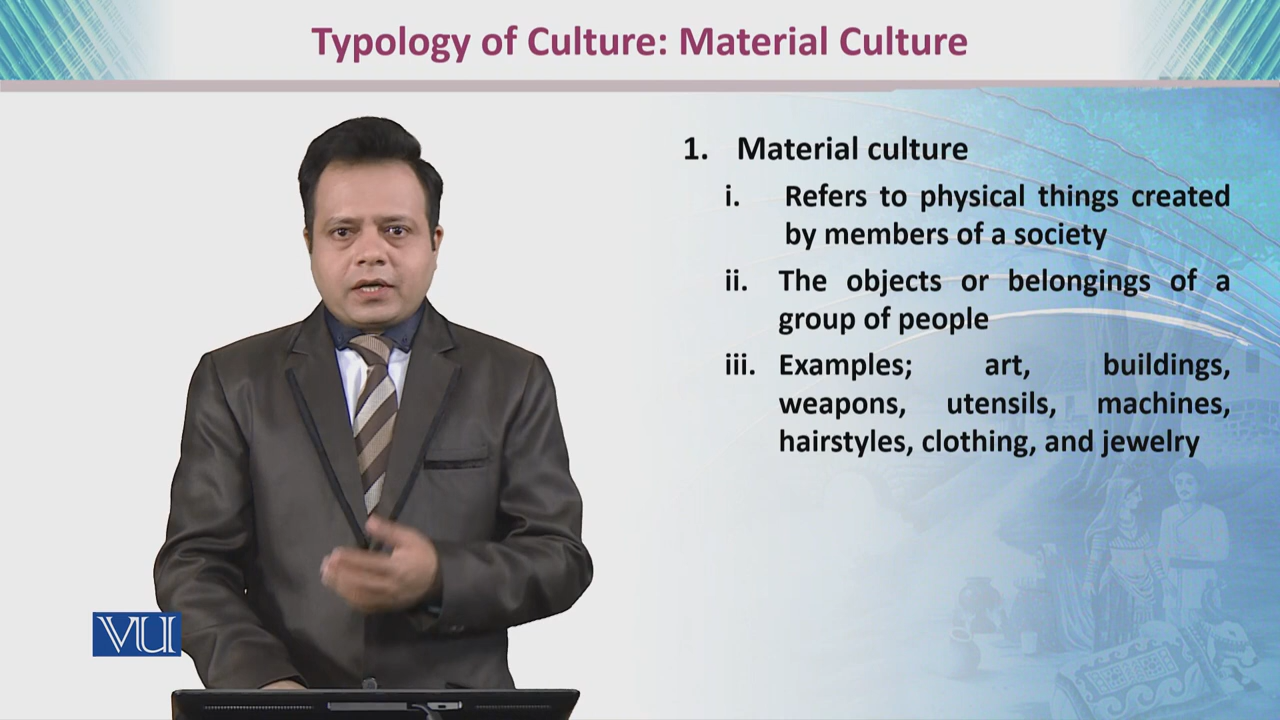 Typology of Culture: Material Culture
1. Material culture
i. Refers to physical things created
by members of a society
ii. The objects or belongings of a
group of people
iii. Examples; art, buildings,
weapons, utensils, machines,
hairstyles, clothing, and jewelry
VU